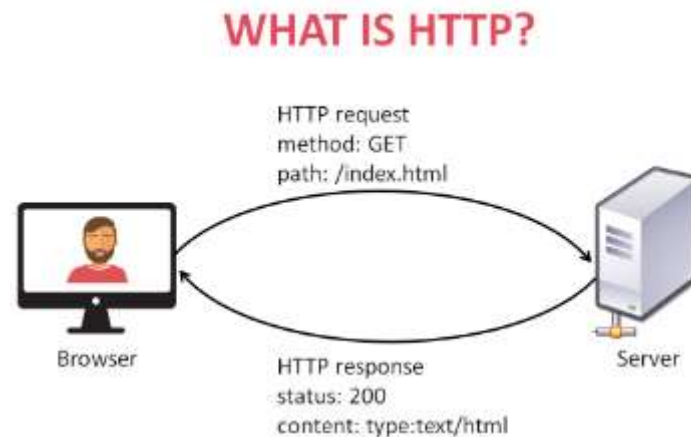 WHAT IS HTTP?
HTTP request
method: GET
path: /index.html
Browser
Server
HTTP response
status: 200
content: type:text/html